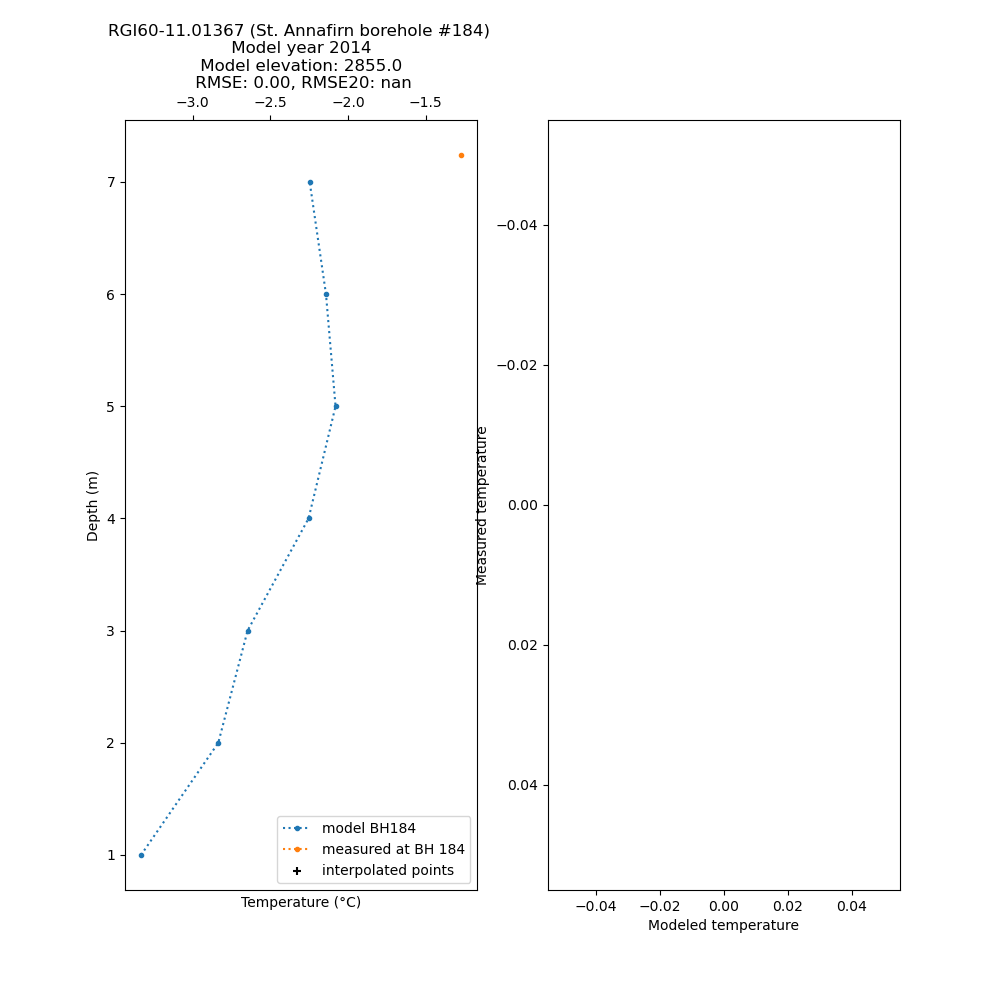 RGI60-11.01367 (St. Annafirn borehole #184)
Model year 2014
Model elevation: 2855.0
RMSE: 0.00, RMSE20: nan
−3.0 −2.5 −2.0 −1.5
7
6
5
4
3
2
1
Depth (m)
model BH184
measured at BH 184
interpolated points
Temperature (°C)
−0.04
−0.02
0.00
0.02
0.04
Measured temperature
−0.04 −0.02 0.00 0.02 0.04
Modeled temperature